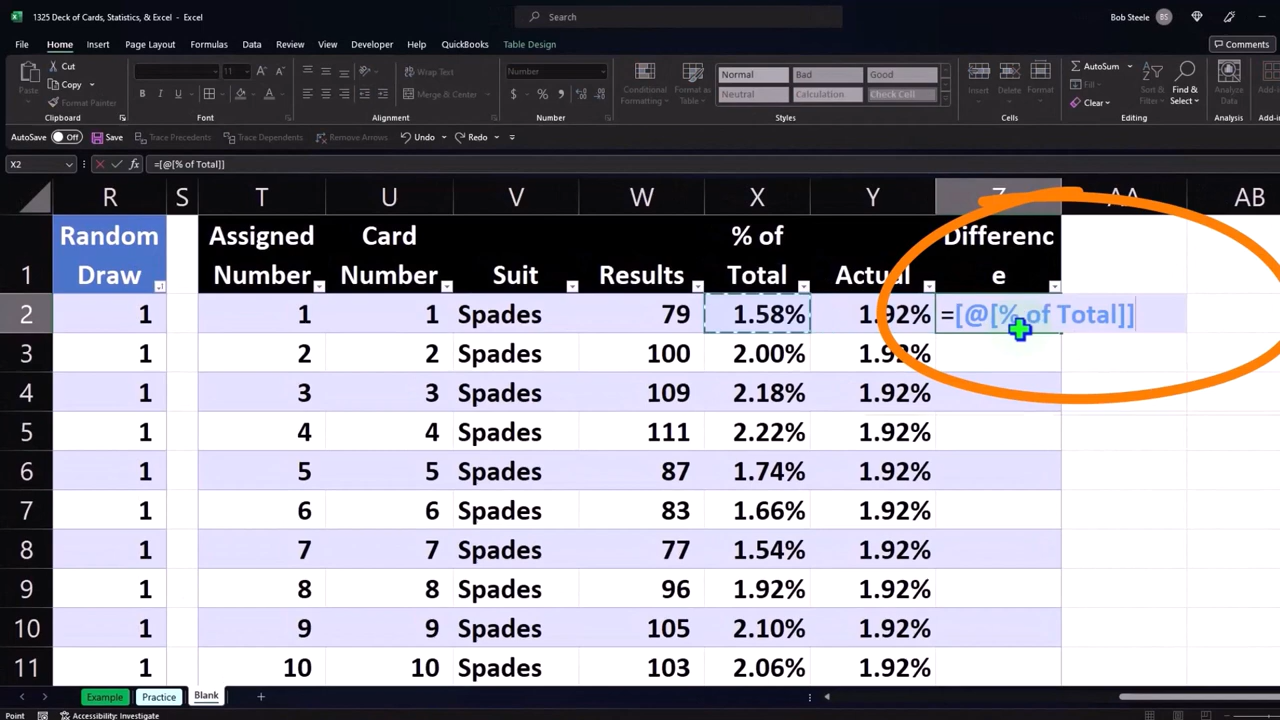 1325 Deck of Cards, Statistics, & Excel - Excel
Search
Bob Steele BS
File Home Insert Page Layout Formulas Data Review View Developer Help QuickBooks Table Design
Comments
Paste
Cut
Copy
Format Painter
Clipboard
11
Font
Wrap Text
Merge & Center
Alignment
Number
Number
Conditional Formatting
Format as Table
Normal Bad Good
Neutral Calculation Check Cell
Styles
Insert Delete Format
Cells
AutoSum
Clear
Sort & Filter
Find & Select
Editing
Analyze Data
Analysis
Add-ins
AutoSave Off Save Trace Precedents Trace Dependents Remove Arrows Undo Redo
X2 fx =[@[% of Total]]
R S T U V W X Y Z AA AB
1 Random Draw Assigned Number Card Number Suit Results % of Total Actual Difference
2 1 1 1 Spades 79 1.58% 1.92% =[@[% of Total]]
3 1 2 2 Spades 100 2.00% 1.92%
4 1 3 3 Spades 109 2.18% 1.92%
5 1 4 4 Spades 111 2.22% 1.92%
6 1 5 5 Spades 87 1.74% 1.92%
7 1 6 6 Spades 83 1.66% 1.92%
8 1 7 7 Spades 77 1.54% 1.92%
9 1 8 8 Spades 96 1.92% 1.92%
10 1 9 9 Spades 105 2.10% 1.92%
11 1 10 10 Spades 103 2.06% 1.92%
Example Practice Blank
Point Accessibility: Investigate